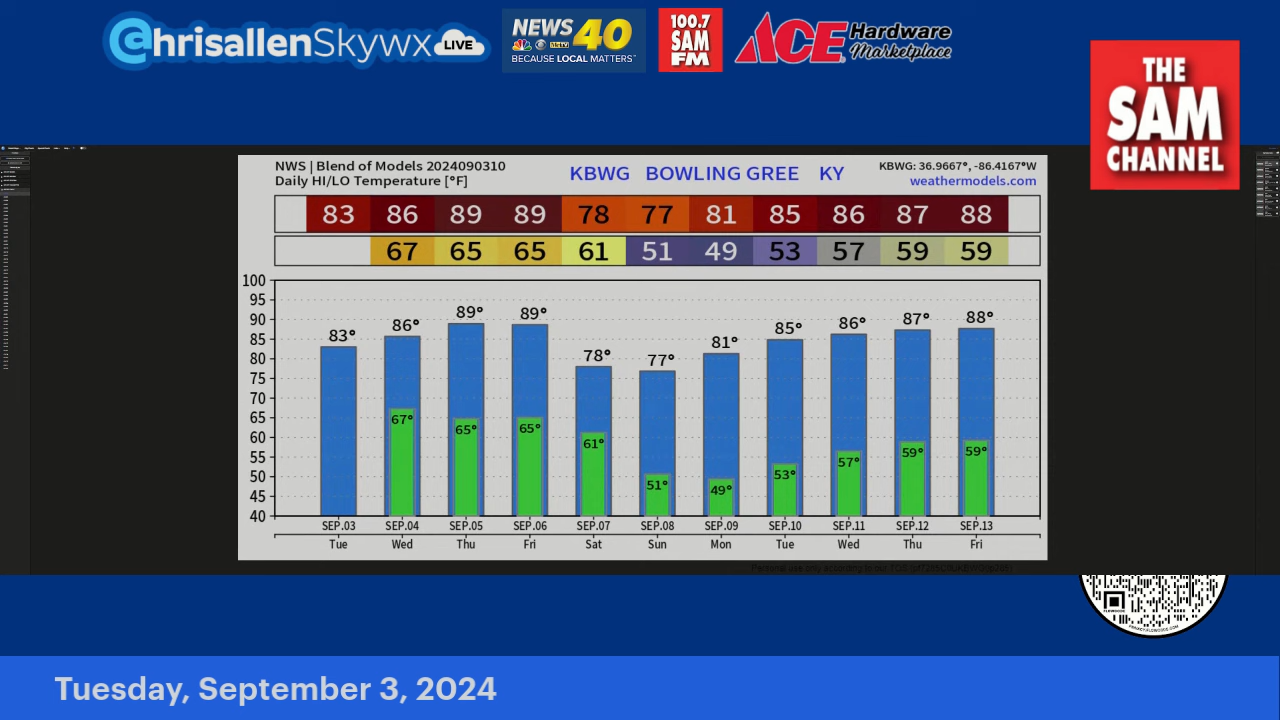 @hrisallenSkywx LIVE
NEWS 40
BECAUSE LOCAL MATTERS
100.7
SAM
FM
ACE Hardware
Marketplace
THE
SAM
CHANNEL
NWS | Blend of Models 2024090310
Daily HI/LO Temperature [°F]
KBWG BOWLING GREE KY
KBWG: 36.9667°, -86.4167°W
weathermodels.com
83 86 89 89 78 77 81 85 86 87 88
67 65 65 61 51 49 53 57 59 59
100
95
90
85
80
75
70
65
60
55
50
45
40
83° 86° 89° 89° 78° 77° 81° 85° 86° 87° 88°
67° 65° 65° 61° 51° 49° 53° 57° 59° 59°
SEP.03 SEP.04 SEP.05 SEP.06 SEP.07 SEP.08 SEP.09 SEP.10 SEP.11 SEP.12 SEP.13
Tue Wed Thu Fri Sat Sun Mon Tue Wed Thu Fri
Tuesday, September 3, 2024